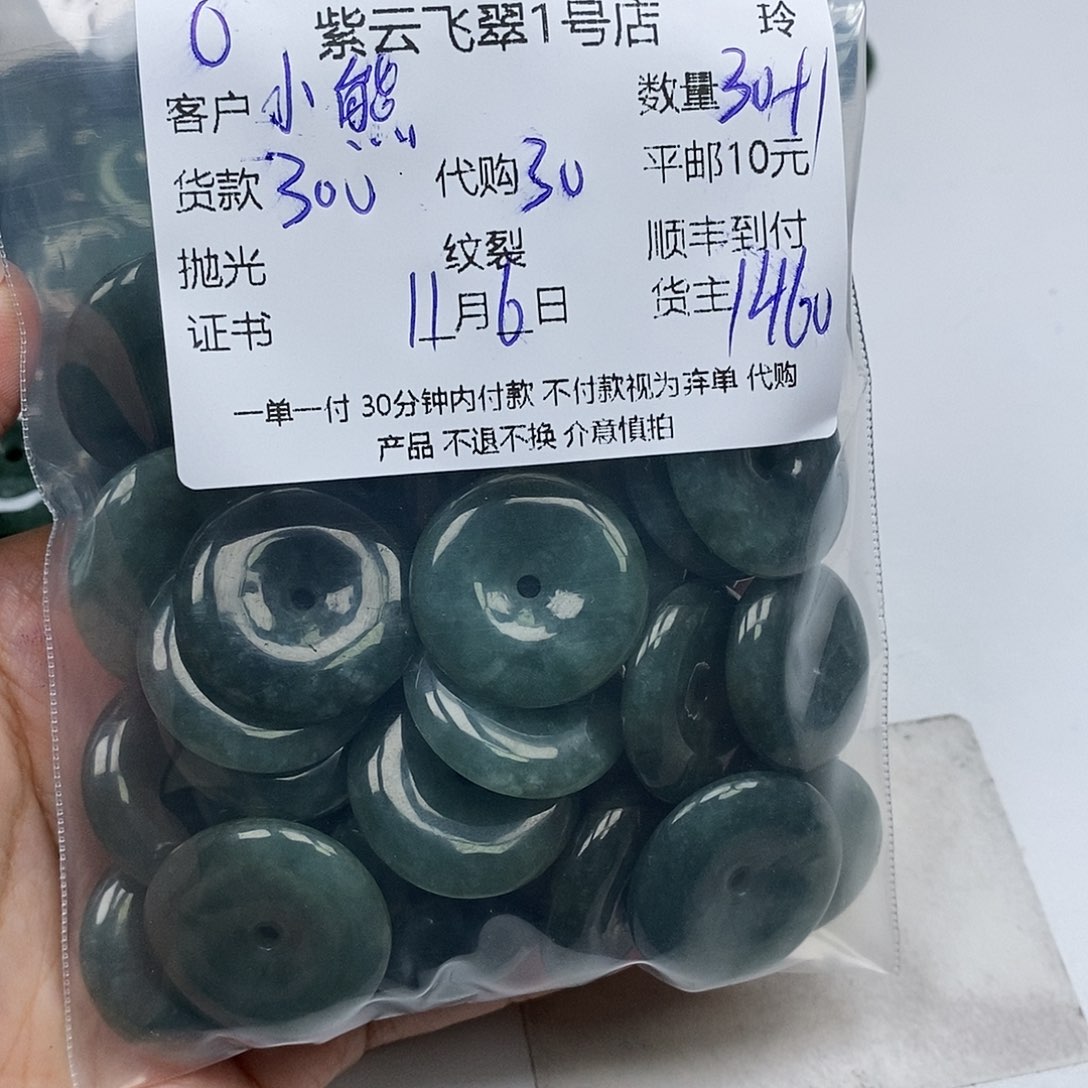 0 紫云飞翠1号店 玲
客户 小熊 数量 30+1
货款 300 代购 30 平邮10元
抛光 纹裂 顺丰到付
证书 11月6日 货主 1460
一单一付 30分钟内付款 不付款视为弃单 代购
产品 不退不换 介意慎拍